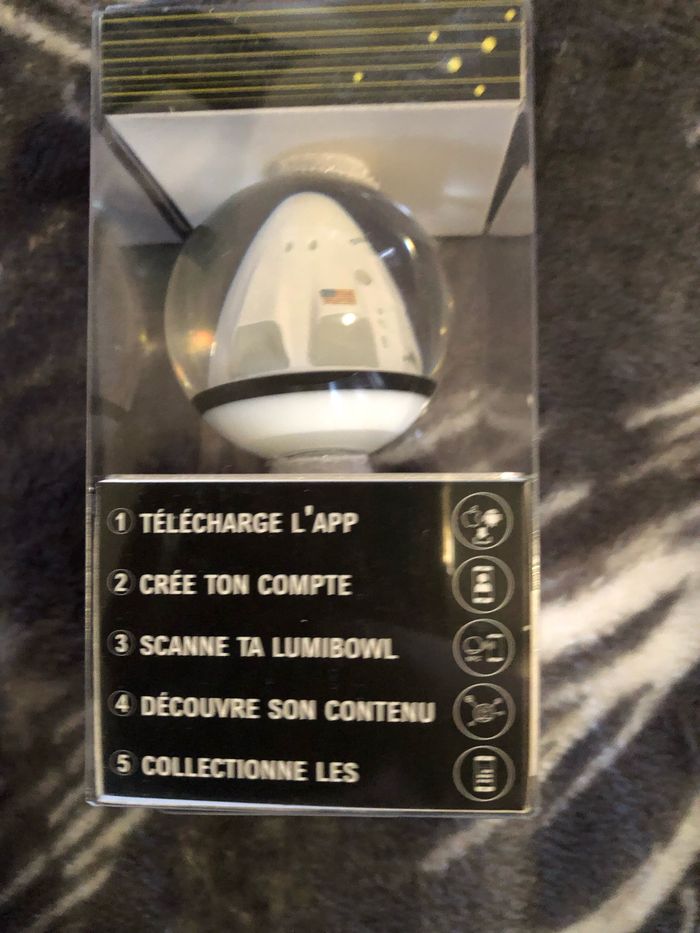 1 TÉLÉCHARGE L'APP
2 CRÉE TON COMPTE
3 SCANNE TA LUMIBOWL
4 DÉCOUVRE SON CONTENU
5 COLLECTIONNE LES